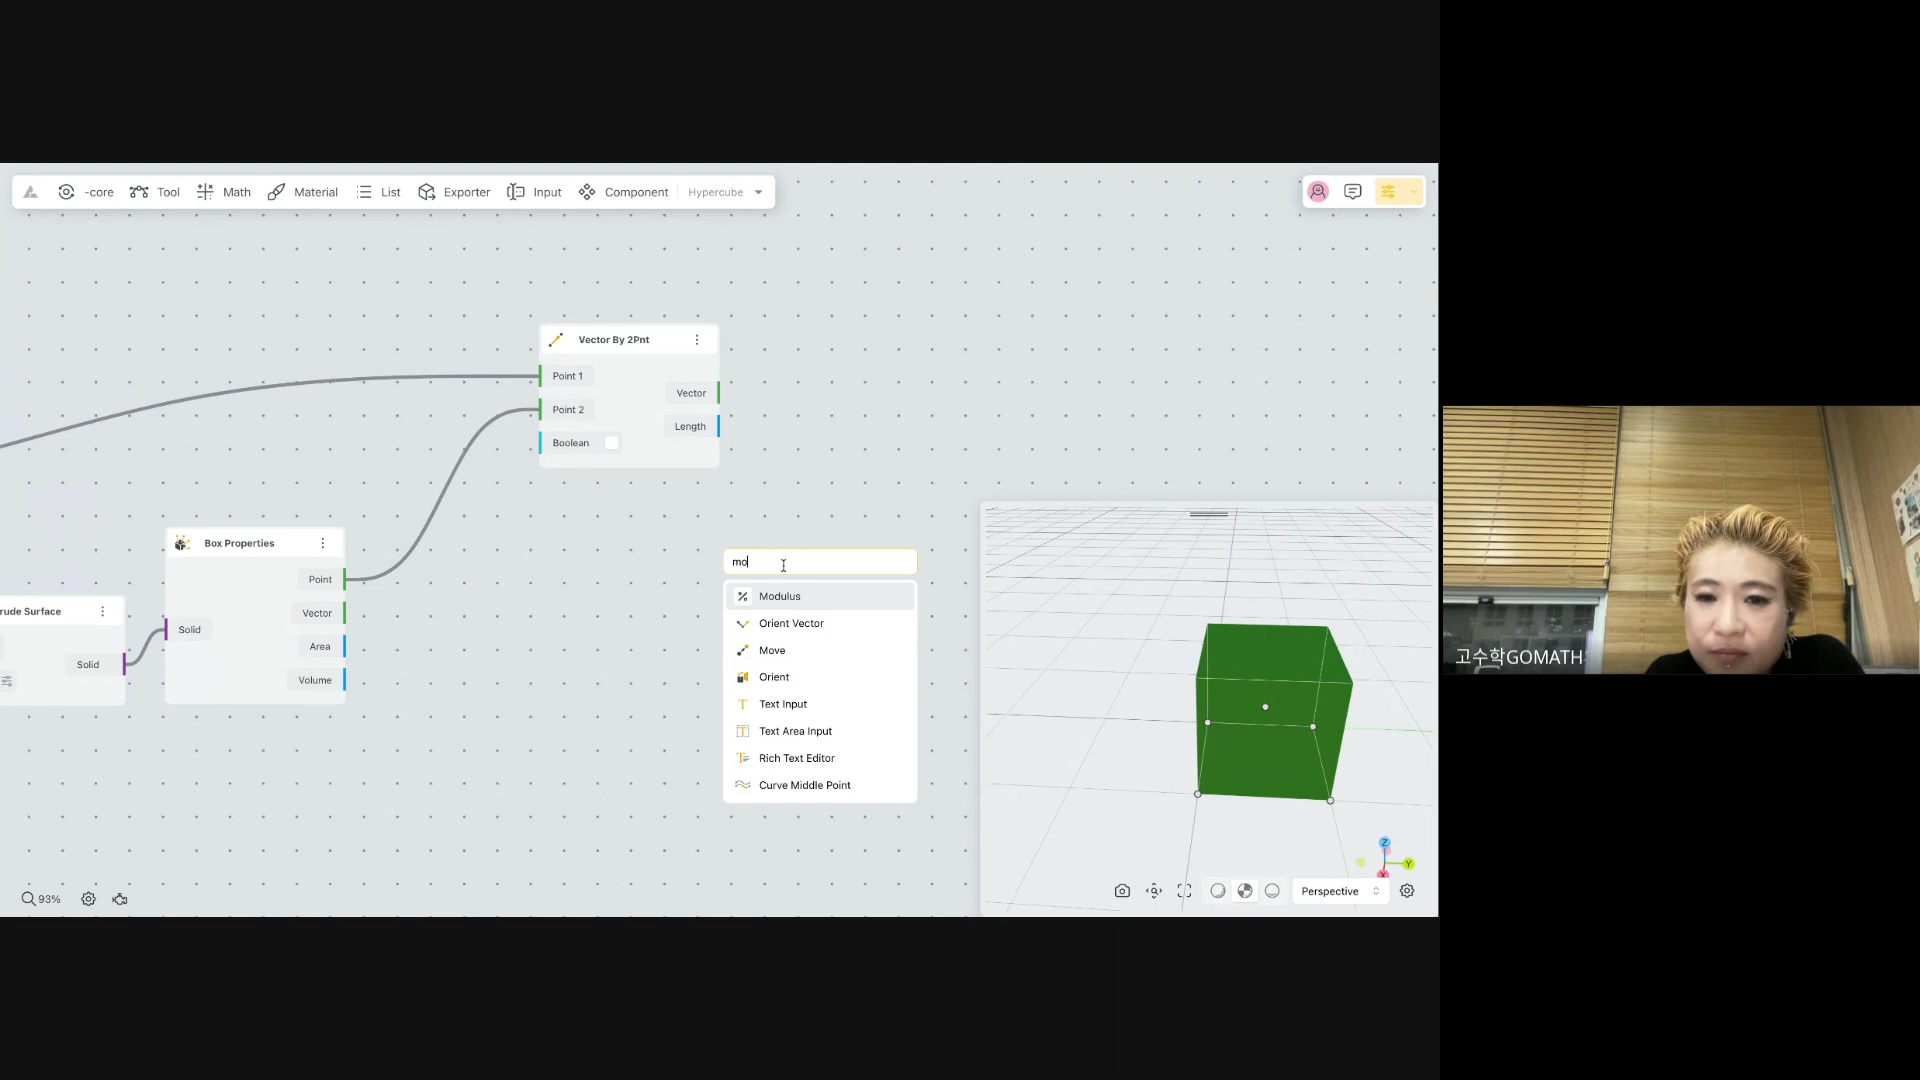 -core Tool Math Material List Exporter Input Component Hypercube
Vector By 2Pnt
Point 1
Point 2
Boolean
Vector
Length
Box Properties
Solid
Point
Vector
Area
Volume
rude Surface
Solid
mo
Modulus
Orient Vector
Move
Orient
Text Input
Text Area Input
Rich Text Editor
Curve Middle Point
Z
Y
X
93%
Perspective
고수학GOMATH